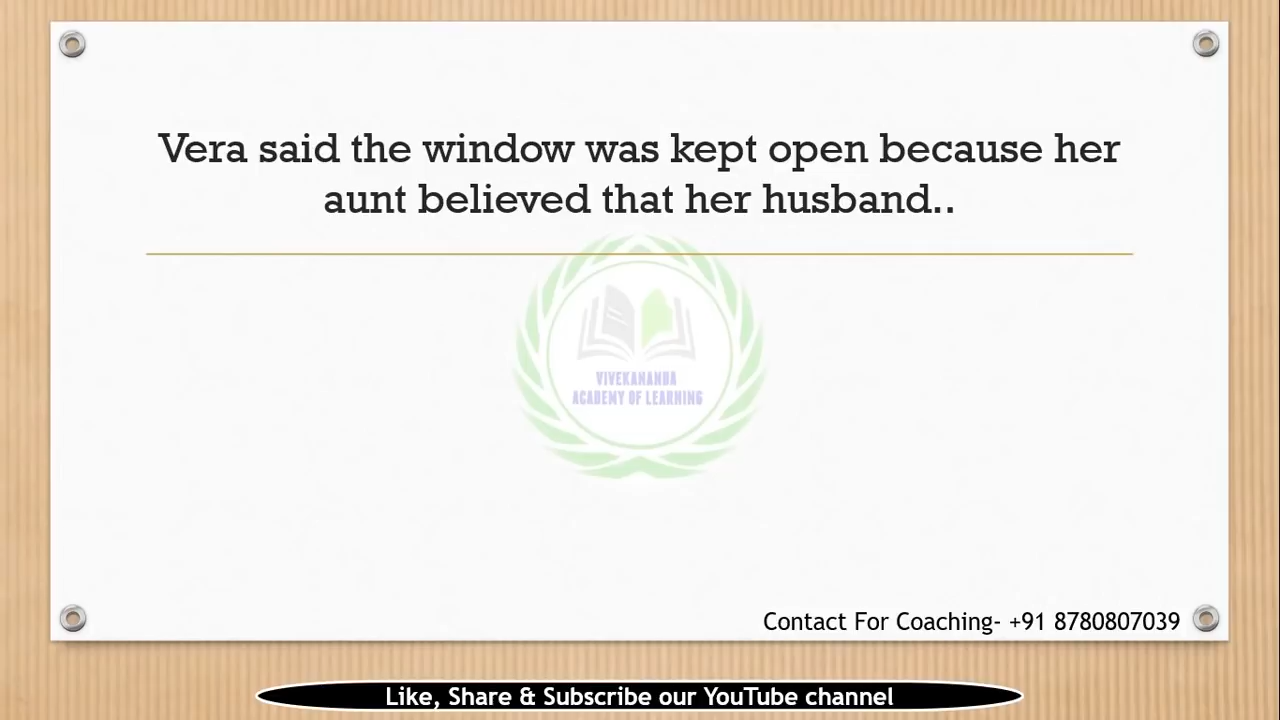 Vera said the window was kept open because her
aunt believed that her husband..
VIVEKANANDA
ACADEMY OF LEARNING
Contact For Coaching- +91 8780807039
Like, Share & Subscribe our YouTube channel